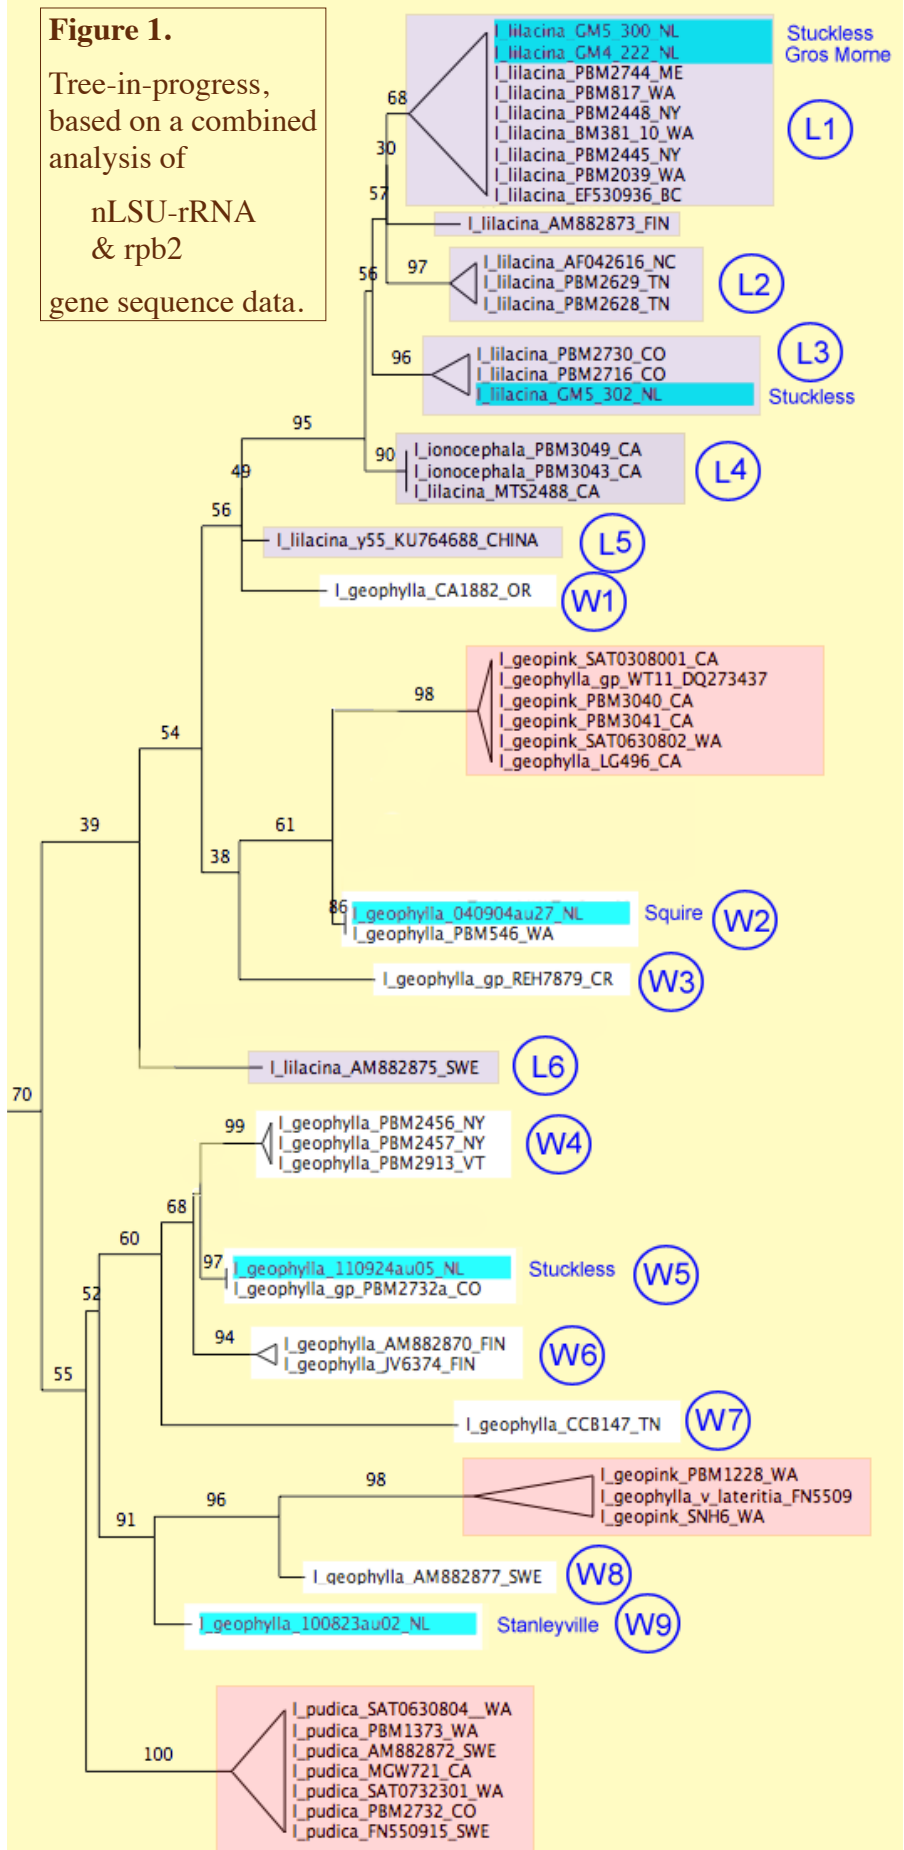 Figure 1.
Tree-in-progress,
based on a combined
analysis of
nLSU-rRNA
& rpb2
gene sequence data.
I_lilacina_GM5_300_NL
I_lilacina_GM4_222_NL
I_lilacina_PBM2744_ME
I_lilacina_PBM817_WA
I_lilacina_PBM2448_NY
I_lilacina_BM381_10_WA
I_lilacina_PBM2445_NY
I_lilacina_PBM2039_WA
I_lilacina_EF530936_BC
Stuckless
Gros Morne
L1
68
30
57
I_lilacina_AM882873_FIN
56
97
I_lilacina_AF042616_NC
I_lilacina_PBM2629_TN
I_lilacina_PBM2628_TN
L2
96
I_lilacina_PBM2730_CO
I_lilacina_PBM2716_CO
I_lilacina_GM5_302_NL
L3
Stuckless
95
90
I_ionocephala_PBM3049_CA
I_ionocephala_PBM3043_CA
I_lilacina_MTS2488_CA
L4
49
56
I_lilacina_y55_KU764688_CHINA
L5
I_geophylla_CA1882_OR
W1
I_geopink_SAT0308001_CA
I_geophylla_gp_WT11_DQ273437
I_geopink_PBM3040_CA
I_geopink_PBM3041_CA
I_geopink_SAT0630802_WA
I_geophylla_LG496_CA
98
54
39
61
38
86
I_geophylla_040904au27_NL
I_geophylla_PBM546_WA
Squire
W2
I_geophylla_gp_REH7879_CR
W3
I_lilacina_AM882875_SWE
L6
70
99
I_geophylla_PBM2456_NY
I_geophylla_PBM2457_NY
I_geophylla_PBM2913_VT
W4
68
60
97
I_geophylla_110924au05_NL
I_geophylla_gp_PBM2732a_CO
Stuckless
W5
52
94
I_geophylla_AM882870_FIN
I_geophylla_JV6374_FIN
W6
55
I_geophylla_CCB147_TN
W7
98
I_geopink_PBM1228_WA
I_geophylla_v_lateritia_FN5509
I_geopink_SNH6_WA
96
91
I_geophylla_AM882877_SWE
W8
I_geophylla_100823au02_NL
Stanleyville
W9
100
I_pudica_SAT0630804__WA
I_pudica_PBM1373_WA
I_pudica_AM882872_SWE
I_pudica_MGW721_CA
I_pudica_SAT0732301_WA
I_pudica_PBM2732_CO
I_pudica_FN550915_SWE